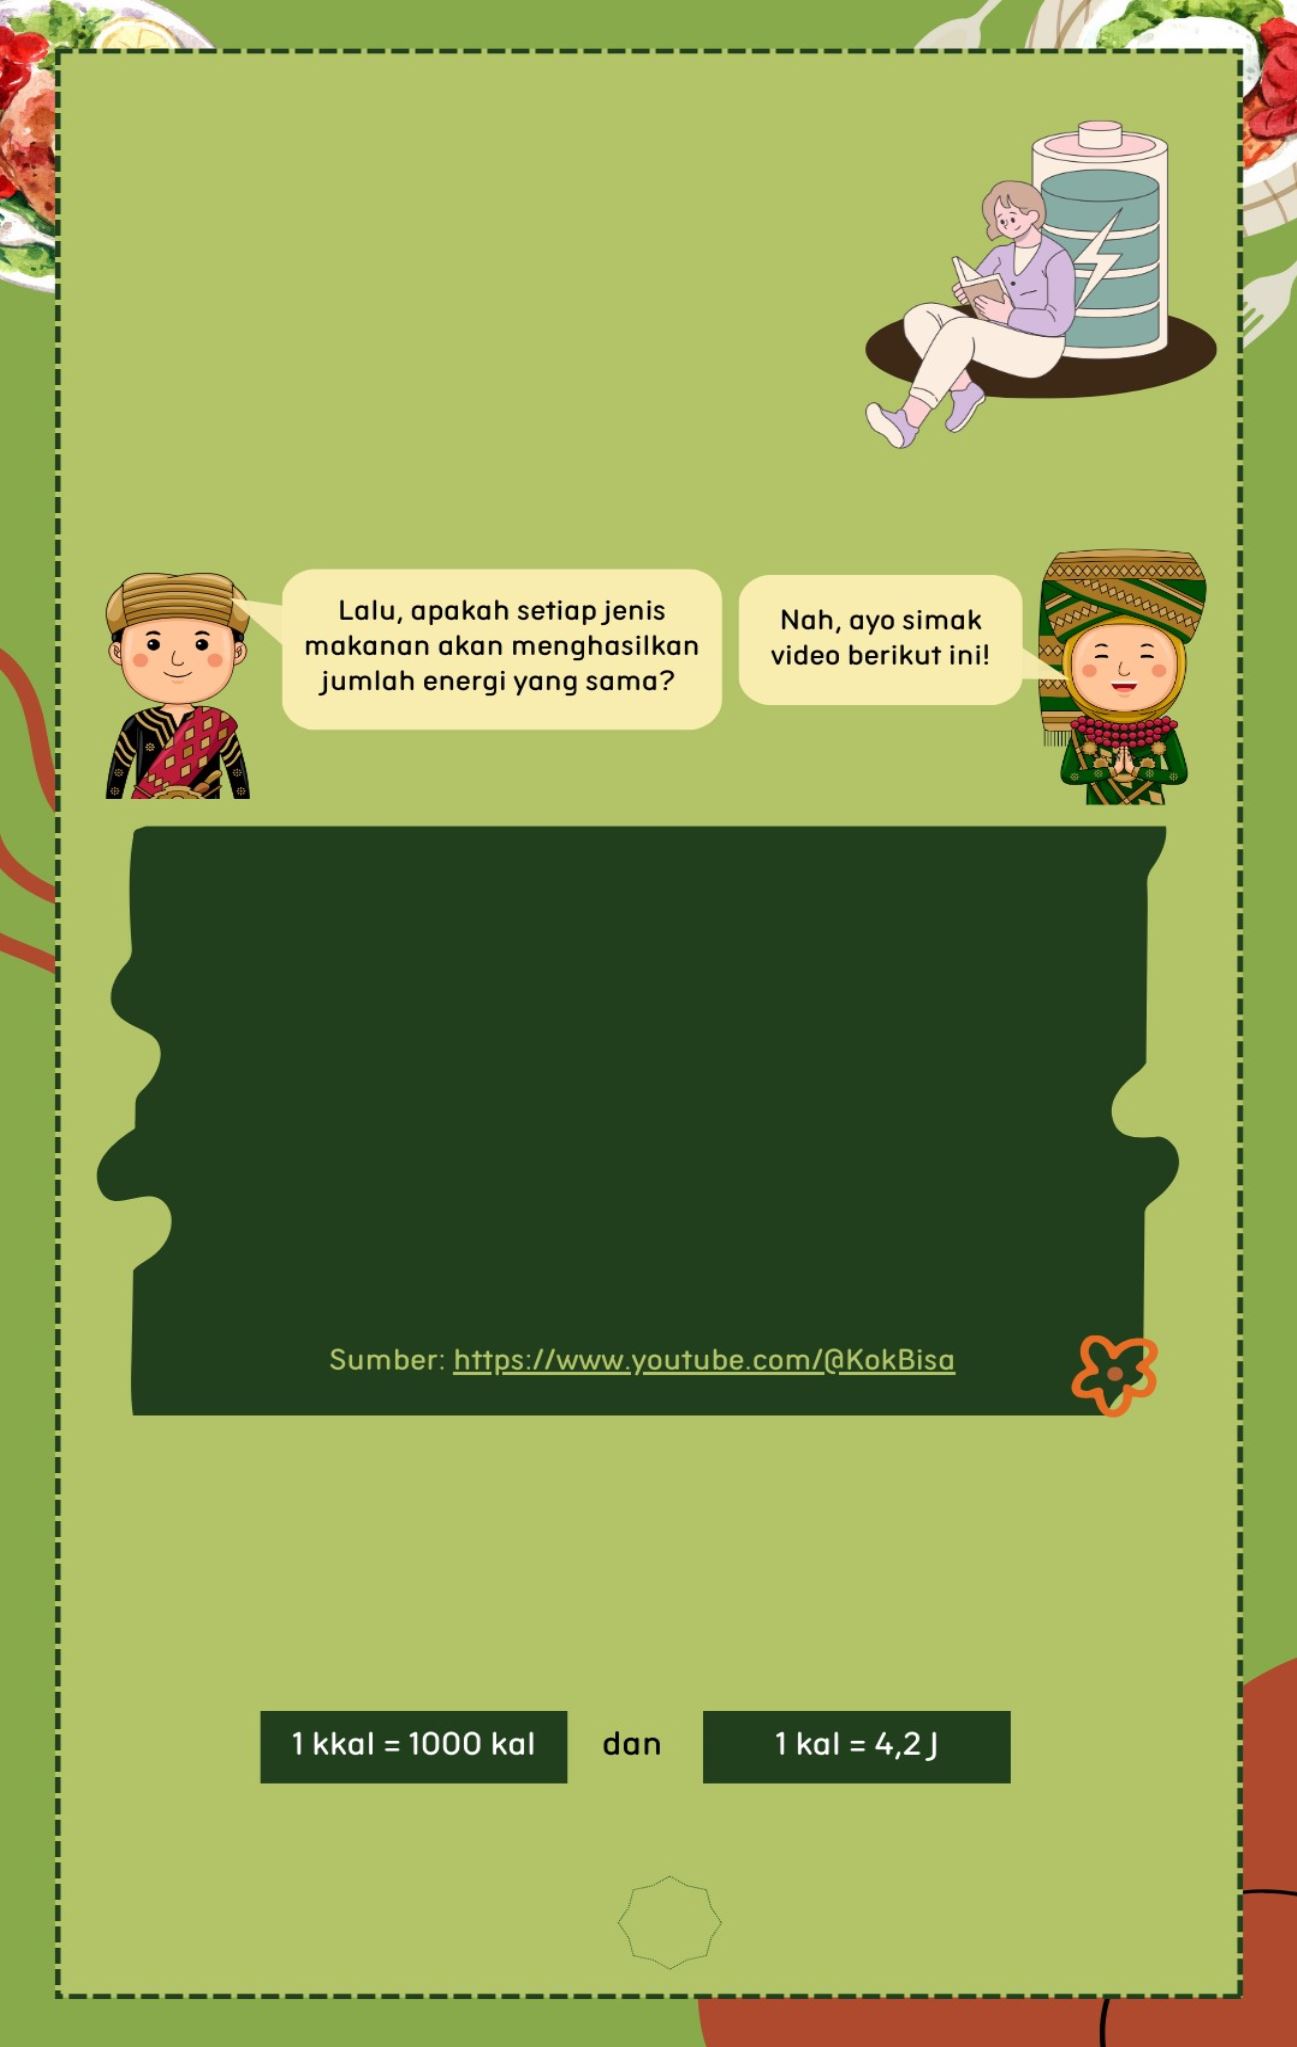 Lalu, apakah setiap jenis
makanan akan menghasilkan
jumlah energi yang sama?
Nah, ayo simak
video berikut ini!
Sumber: https://www.youtube.com/@KokBisa
1 kkal = 1000 kal
dan
1 kal = 4,2 J